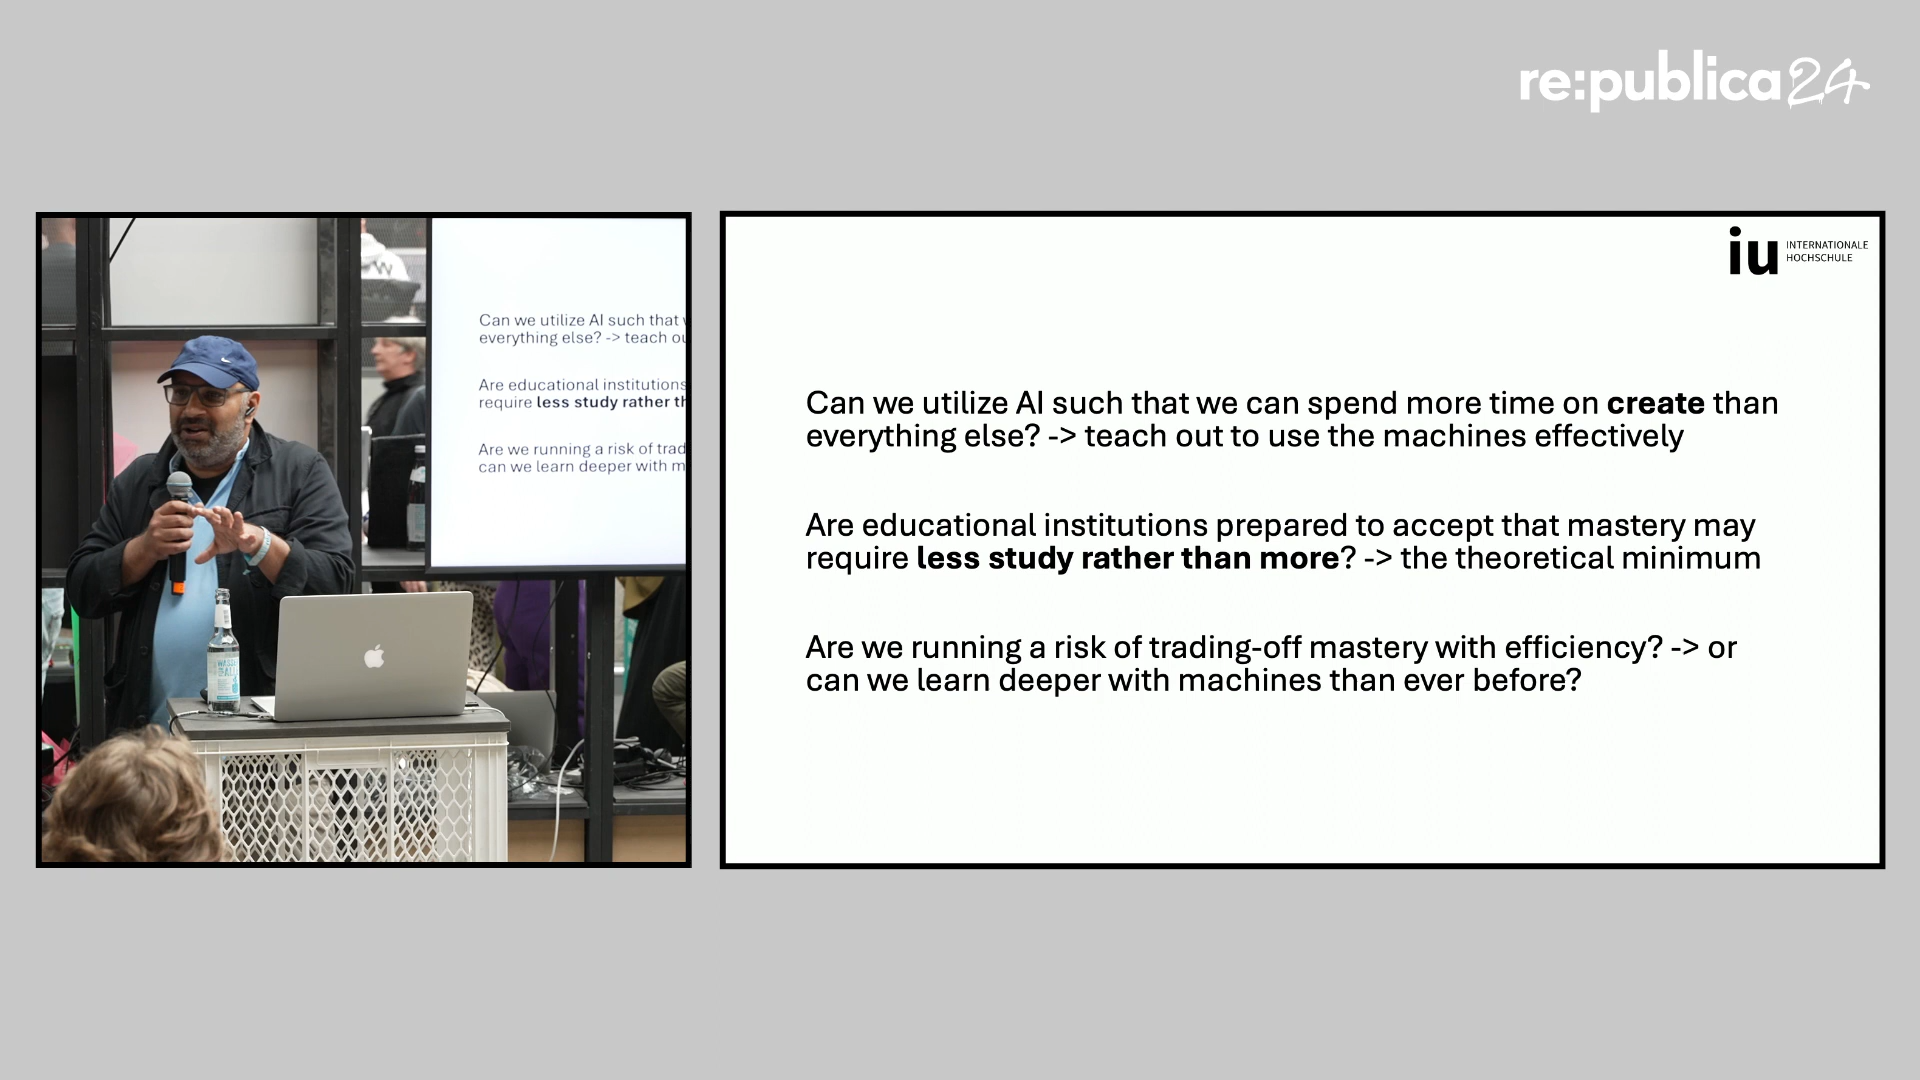 re:publica24
Can we utilize AI such that
everything else? -> teach ou
Are educational institutions
require less study rather th
Are we running a risk of trad
can we learn deeper with m
W
WASSER
iu INTERNATIONALE
HOCHSCHULE
Can we utilize AI such that we can spend more time on create than
everything else? -> teach out to use the machines effectively
Are educational institutions prepared to accept that mastery may
require less study rather than more? -> the theoretical minimum
Are we running a risk of trading-off mastery with efficiency? -> or
can we learn deeper with machines than ever before?